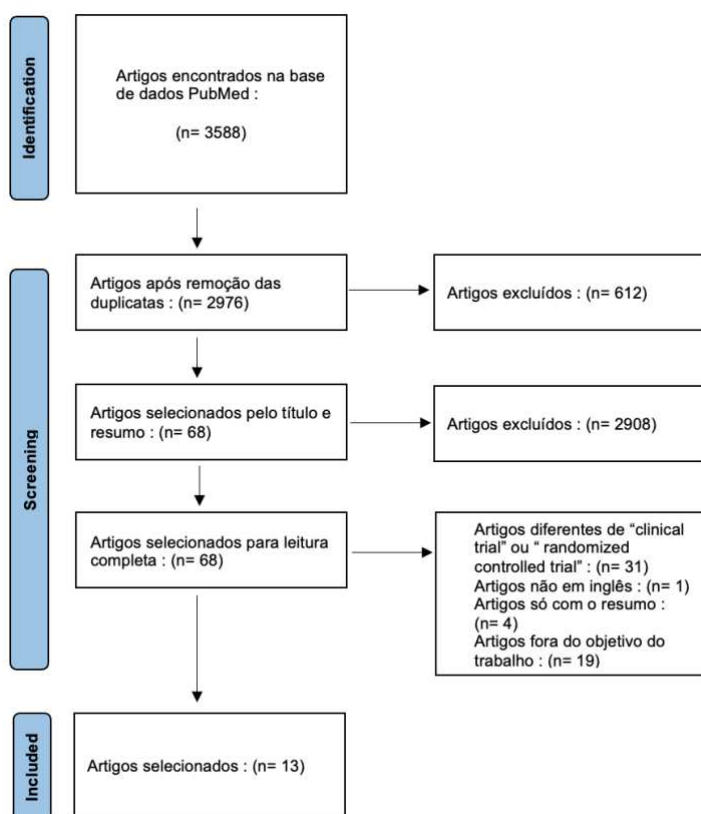 Identification
Artigos encontrados na base
de dados PubMed :
(n= 3588)
Screening
Artigos após remoção das
duplicatas : (n= 2976)
Artigos excluídos : (n= 612)
Artigos selecionados pelo título e
resumo : (n= 68)
Artigos excluídos : (n= 2908)
Artigos selecionados para leitura
completa : (n= 68)
Artigos diferentes de “clinical
trial” ou “ randomized
controlled trial” : (n= 31)
Artigos não em inglês : (n= 1)
Artigos só com o resumo :
(n= 4)
Artigos fora do objetivo do
trabalho : (n= 19)
Included
Artigos selecionados : (n= 13)